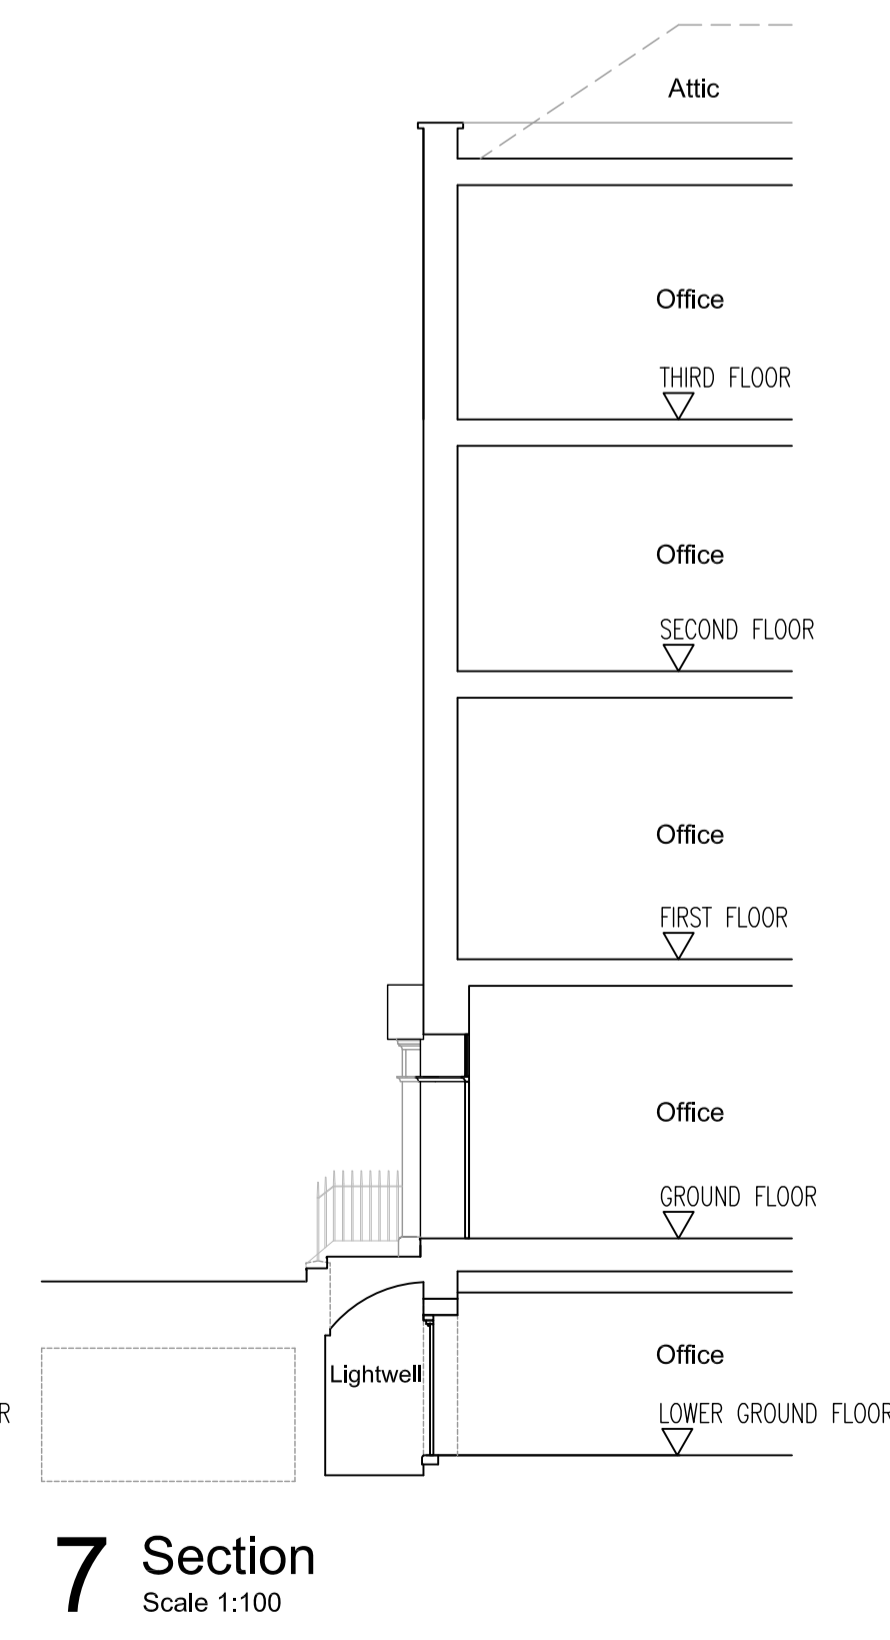 Attic
Office
THIRD FLOOR
Office
SECOND FLOOR
Office
FIRST FLOOR
Office
GROUND FLOOR
Office
Lightwell
R
LOWER GROUND FLOOR
7 Section
Scale 1:100